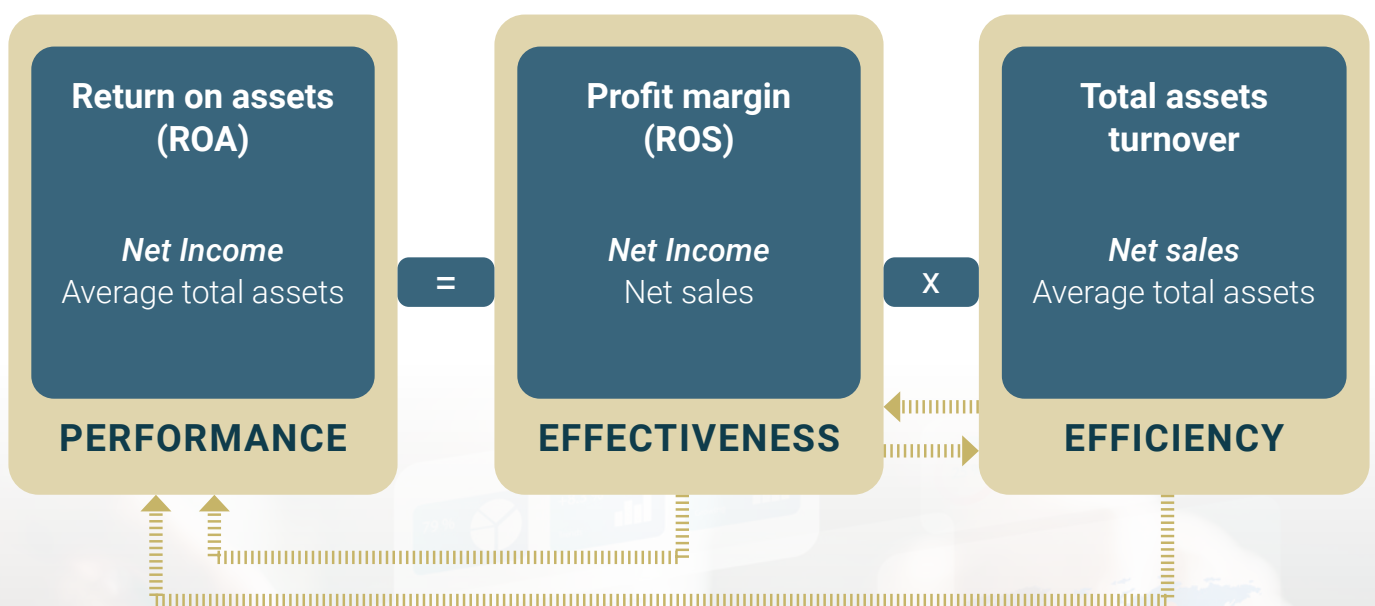 Return on assets
(ROA)
Net Income
Average total assets
PERFORMANCE
=
Profit margin
(ROS)
Net Income
Net sales
EFFECTIVENESS
x
Total assets
turnover
Net sales
Average total assets
EFFICIENCY